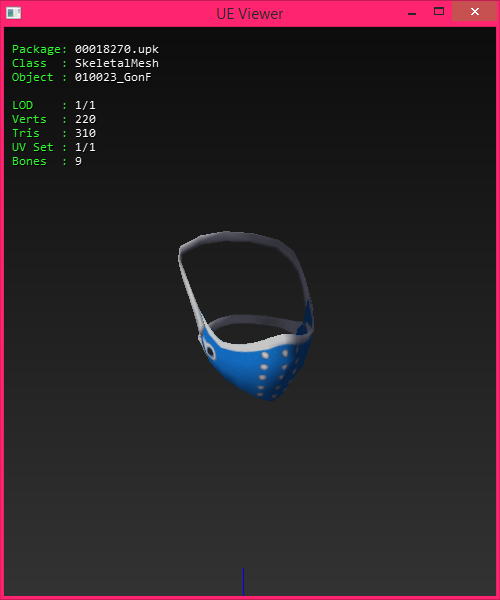 UE Viewer
Package: 00018270.upk
Class  : SkeletalMesh
Object : 010023_GonF
LOD    : 1/1
Verts  : 220
Tris   : 310
UV Set : 1/1
Bones  : 9